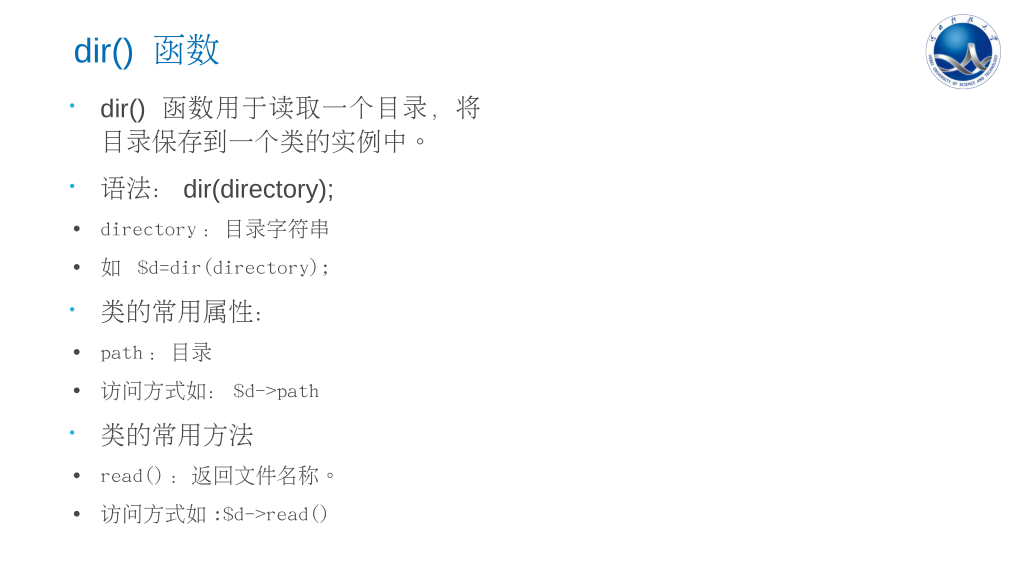 dir() 函数
dir() 函数用于读取一个目录，将
目录保存到一个类的实例中。
语法： dir(directory);
directory：目录字符串
如 $d=dir(directory);
类的常用属性：
path：目录
访问方式如： $d->path
类的常用方法
read()：返回文件名称。
访问方式如:$d->read()